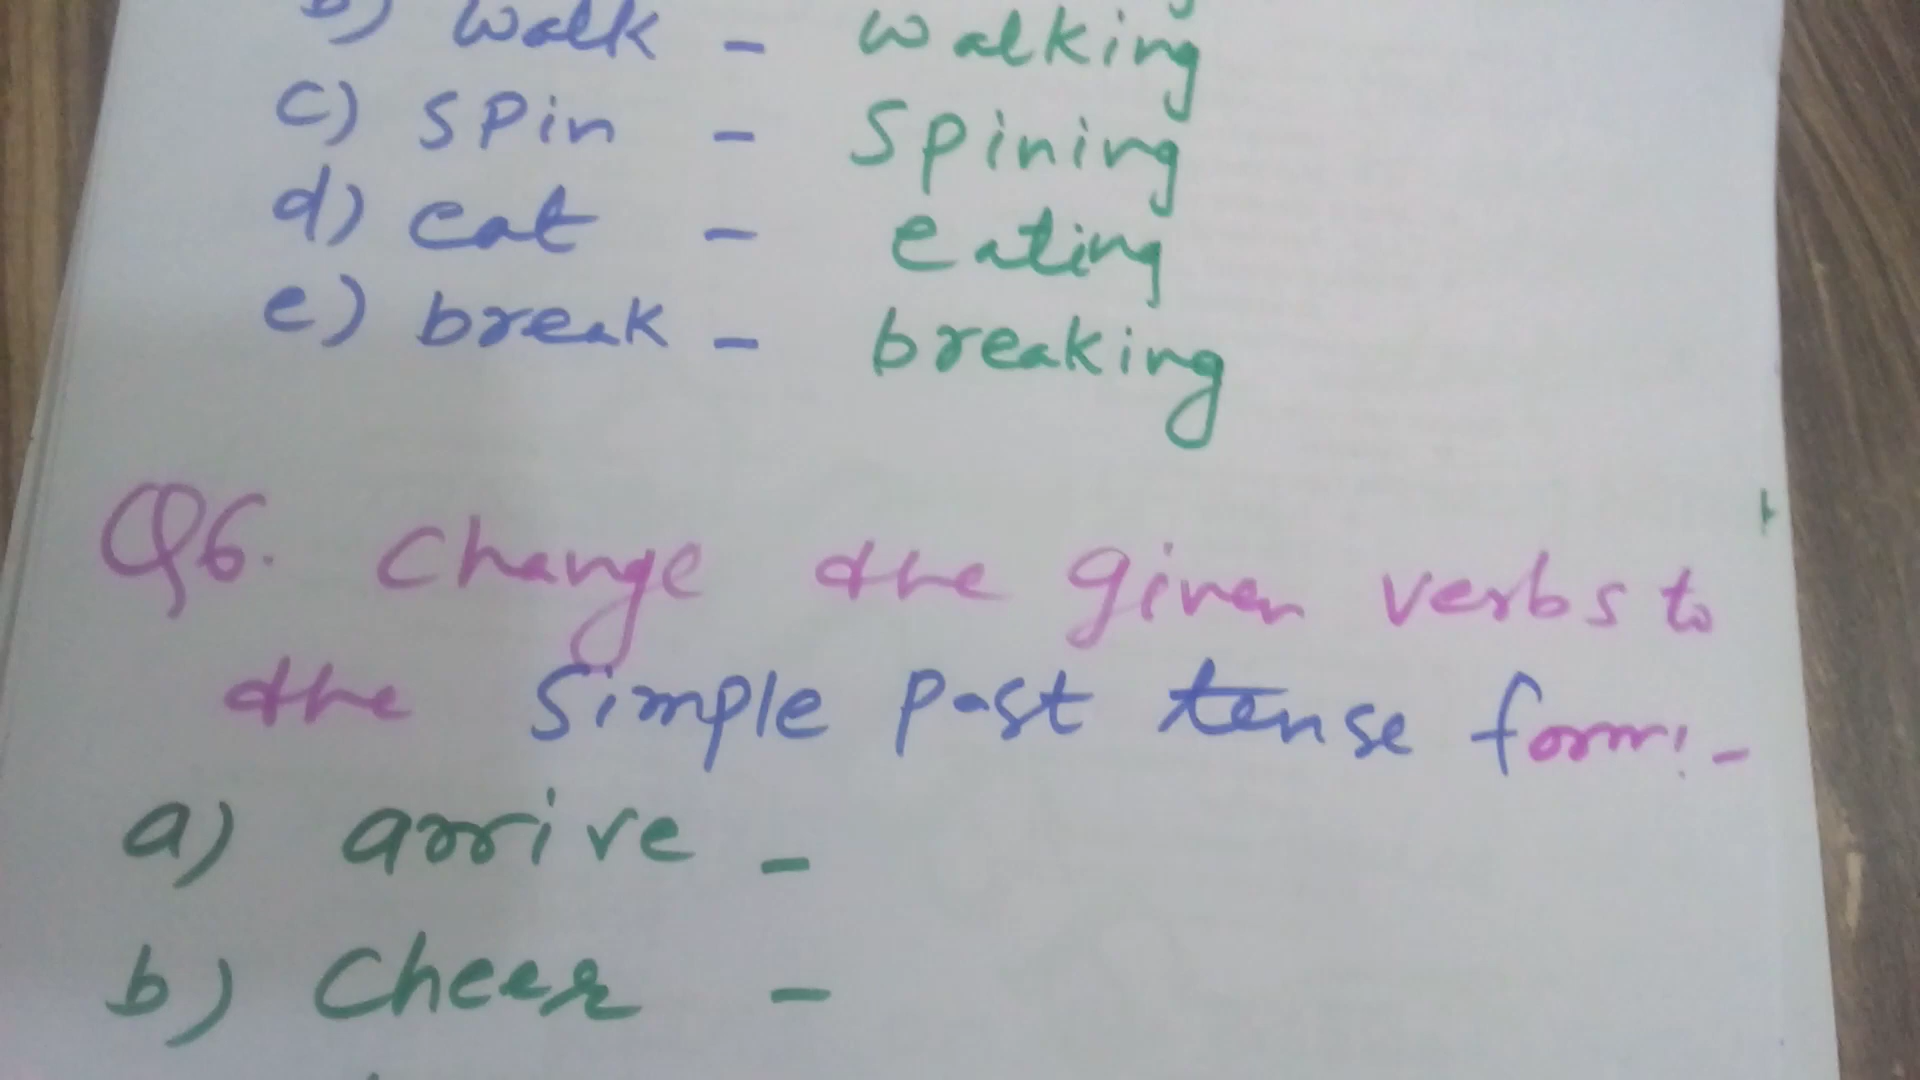 b) walk - walking
c) spin - Spining
d) eat - eating
e) break - breaking
Q6. Change the given verbs to
the Simple past tense form:-
a) arrive -
b) Cheer -